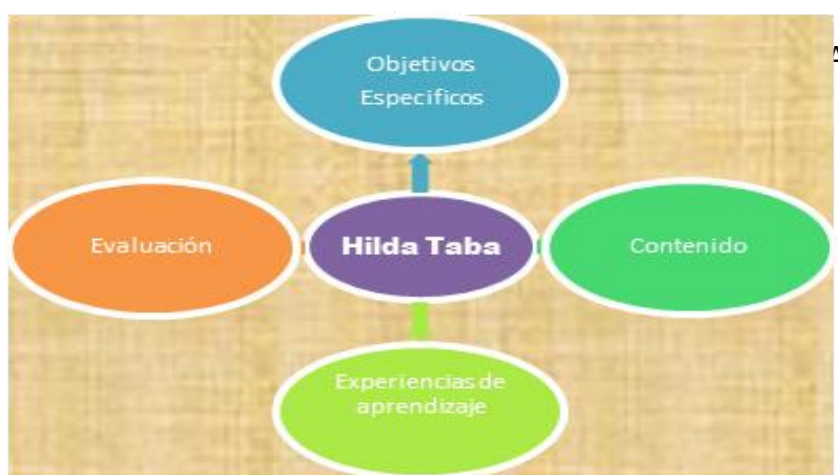 Objetivos
Especificos
Evaluación
Hilda Taba
Contenido
Experiencias de
aprendizaje